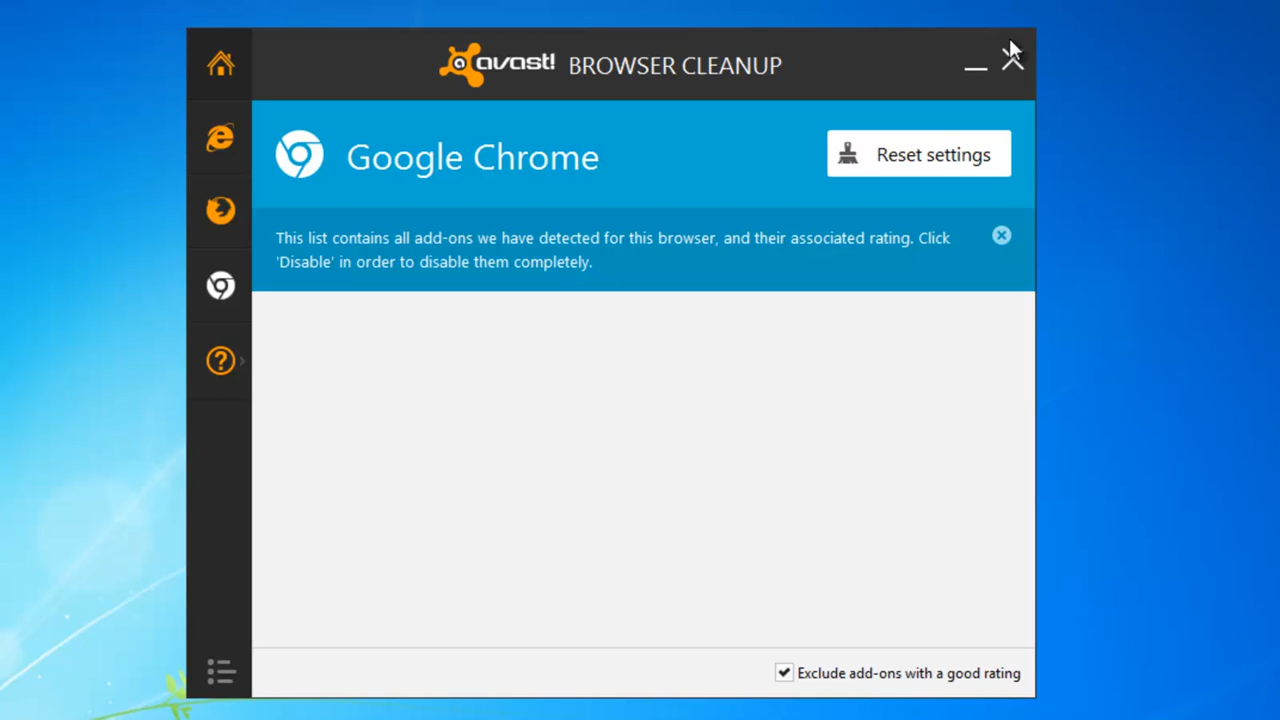 avast! BROWSER CLEANUP
Google Chrome
Reset settings
This list contains all add-ons we have detected for this browser, and their associated rating. Click
'Disable' in order to disable them completely.
Exclude add-ons with a good rating